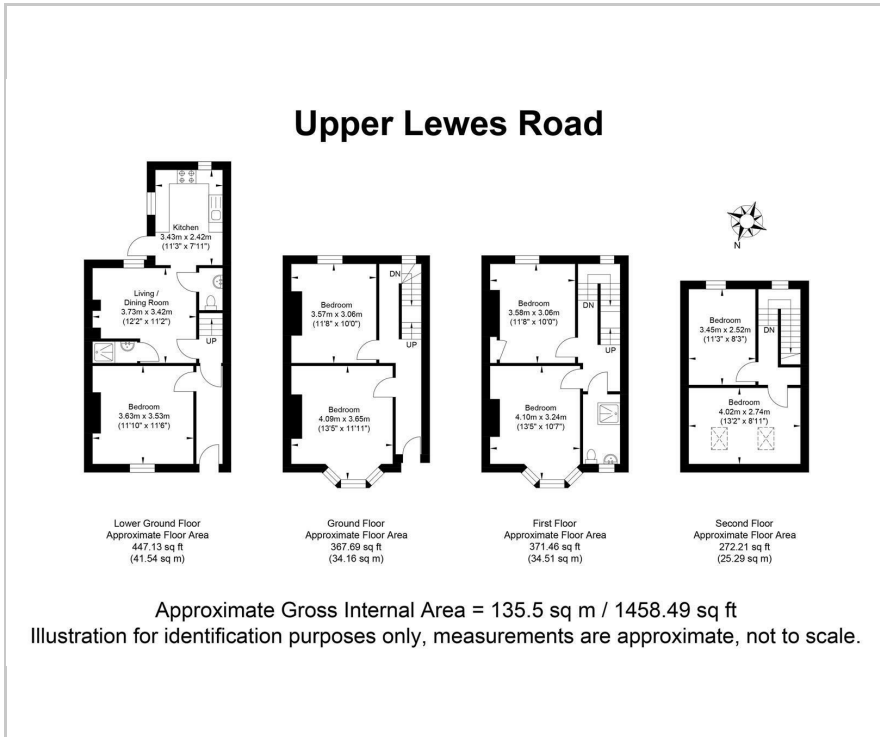 Upper Lewes Road
Kitchen
3.43m x 2.42m
(11'3" x 7'11")
Living /
Dining Room
3.73m x 3.42m
(12'2" x 11'2")
UP
Bedroom
3.63m x 3.53m
(11'10" x 11'6")
Lower Ground Floor
Approximate Floor Area
447.13 sq ft
(41.54 sq m)
DN
Bedroom
3.57m x 3.06m
(11'8" x 10'0")
UP
Bedroom
4.09m x 3.65m
(13'5" x 11'11")
Ground Floor
Approximate Floor Area
367.69 sq ft
(34.16 sq m)
Bedroom
3.58m x 3.06m
(11'8" x 10'0")
DN
UP
Bedroom
4.10m x 3.24m
(13'5" x 10'7")
First Floor
Approximate Floor Area
371.46 sq ft
(34.51 sq m)
N
Bedroom
3.45m x 2.52m
(11'3" x 8'3")
DN
Bedroom
4.02m x 2.74m
(13'2" x 8'11")
Second Floor
Approximate Floor Area
272.21 sq ft
(25.29 sq m)
Approximate Gross Internal Area = 135.5 sq m / 1458.49 sq ft
Illustration for identification purposes only, measurements are approximate, not to scale.